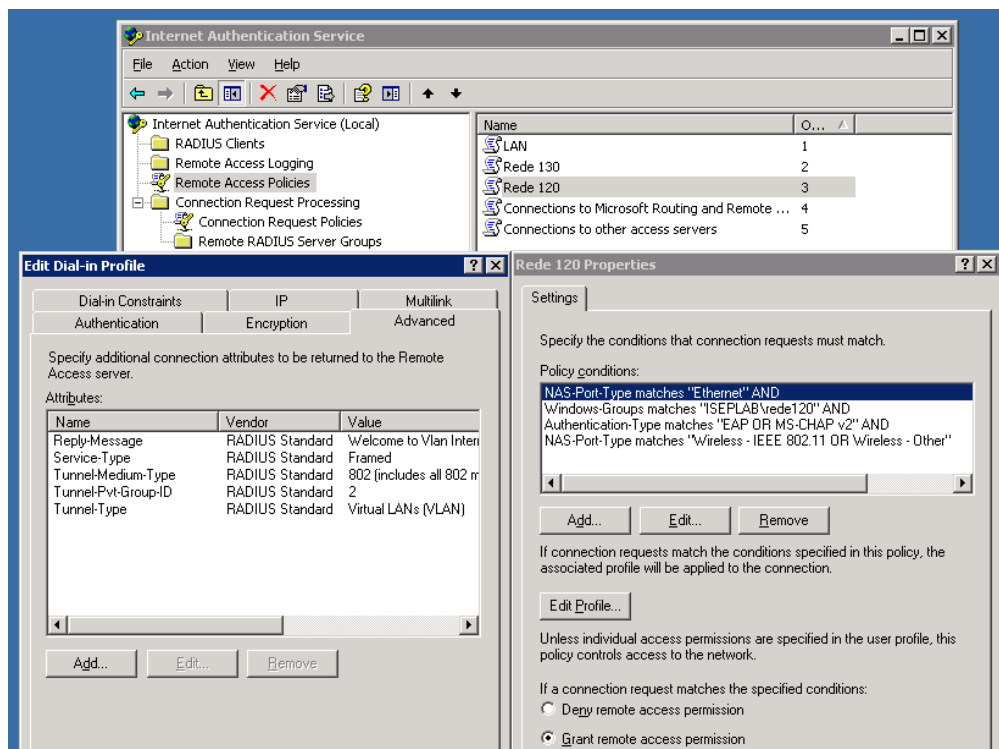 Internet Authentication Service
File Action View Help
Internet Authentication Service (Local)
RADIUS Clients
Remote Access Logging
Remote Access Policies
Connection Request Processing
Connection Request Policies
Remote RADIUS Server Groups
Name O...
LAN 1
Rede 130 2
Rede 120 3
Connections to Microsoft Routing and Remote ... 4
Connections to other access servers 5
Edit Dial-in Profile
Dial-in Constraints IP Multilink
Authentication Encryption Advanced
Specify additional connection attributes to be returned to the Remote
Access server.
Attributes:
Name Vendor Value
Reply-Message RADIUS Standard Welcome to Vlan Inter
Service-Type RADIUS Standard Framed
Tunnel-Medium-Type RADIUS Standard 802 (includes all 802 m
Tunnel-Pvt-Group-ID RADIUS Standard 2
Tunnel-Type RADIUS Standard Virtual LANs (VLAN)
Add... Edit... Remove
Rede 120 Properties
Settings
Specify the conditions that connection requests must match.
Policy conditions:
NAS-Port-Type matches "Ethernet" AND
Windows-Groups matches "ISEPLAB\rede120" AND
Authentication-Type matches "EAP OR MS-CHAP v2" AND
NAS-Port-Type matches "Wireless - IEEE 802.11 OR Wireless - Other"
Add... Edit... Remove
If connection requests match the conditions specified in this policy, the
associated profile will be applied to the connection.
Edit Profile...
Unless individual access permissions are specified in the user profile, this
policy controls access to the network.
If a connection request matches the specified conditions:
Deny remote access permission
Grant remote access permission